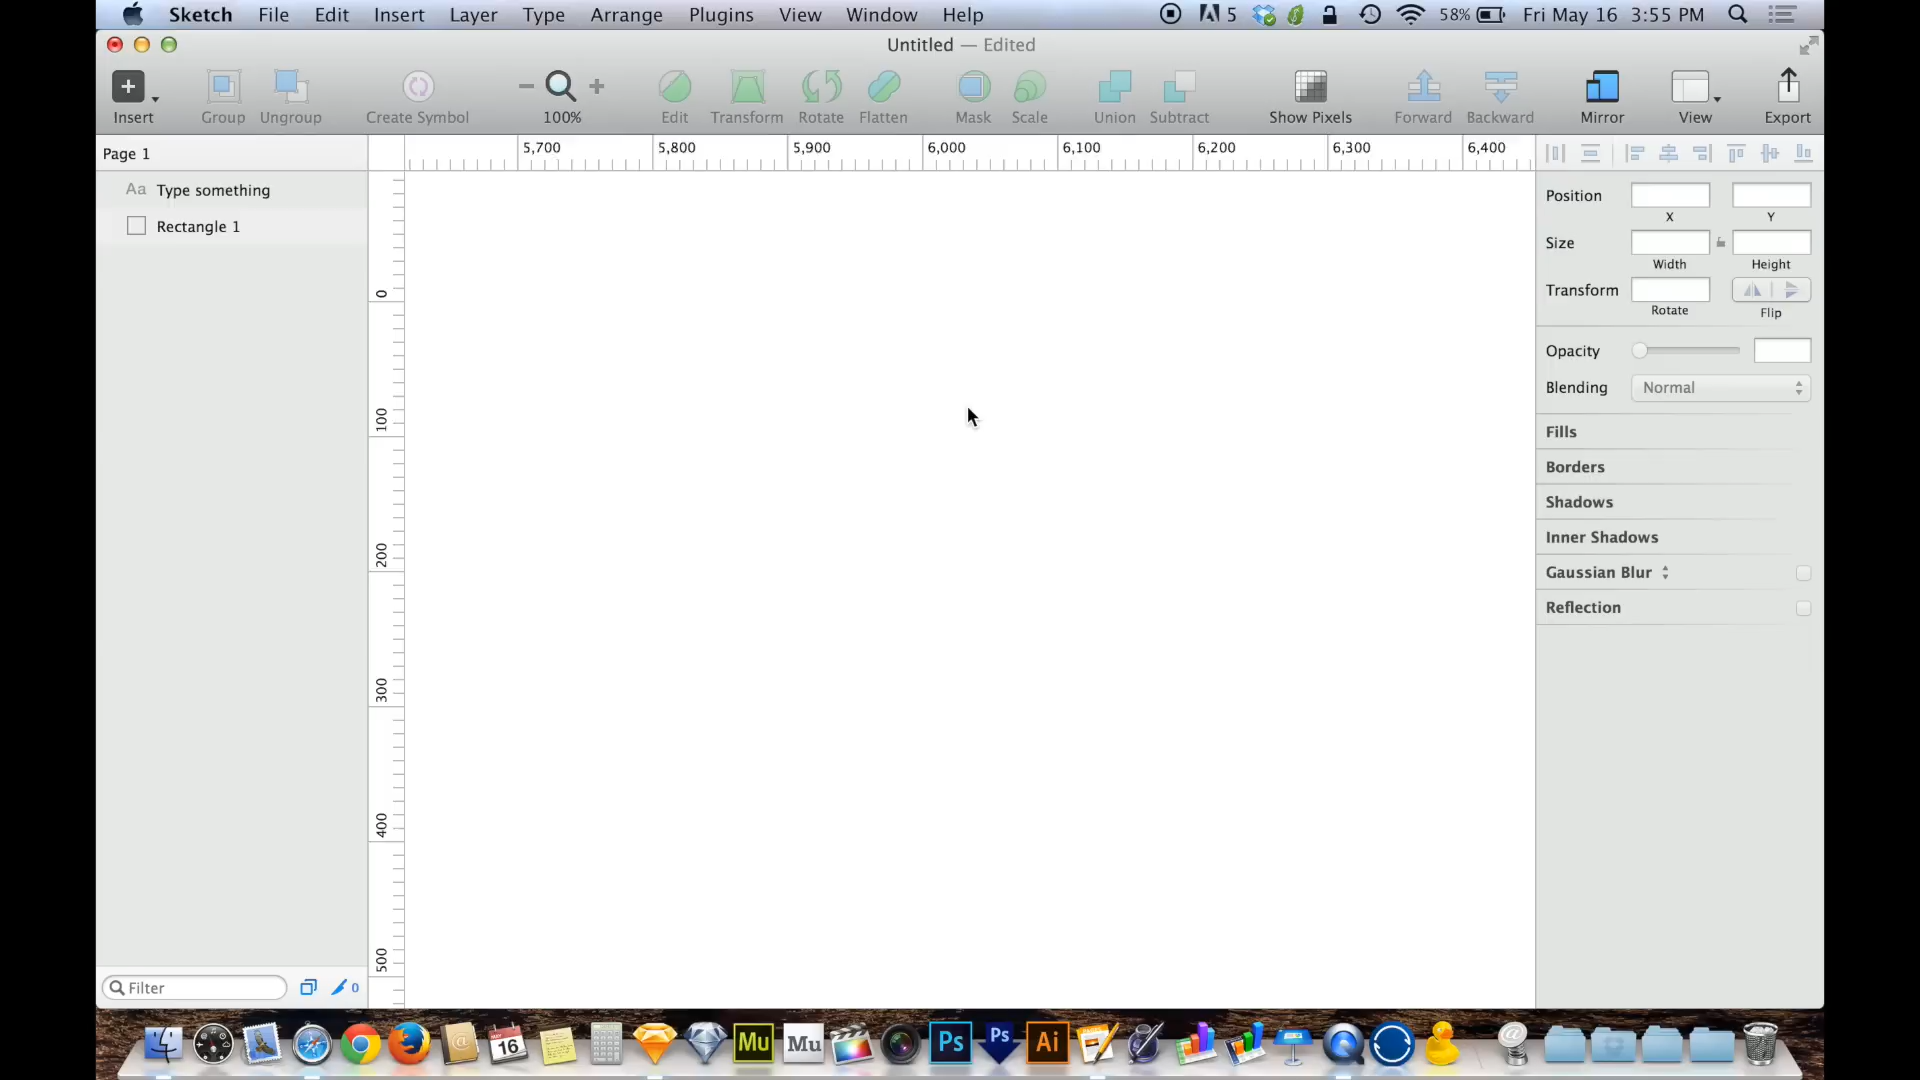 Sketch File Edit Insert Layer Type Arrange Plugins View Window Help 5 58% Fri May 16 3:55 PM
Untitled — Edited
Insert Group Ungroup Create Symbol 100% Edit Transform Rotate Flatten Mask Scale Union Subtract Show Pixels Forward Backward Mirror View Export
Page 1
5,700 5,800 5,900 6,000 6,100 6,200 6,300 6,400
Aa Type something
Rectangle 1
0
100
200
300
400
500
Position
X Y
Size
Width Height
Transform
Rotate Flip
Opacity
Blending Normal
Fills
Borders
Shadows
Inner Shadows
Gaussian Blur
Reflection
Filter 0
16 Mu Mu Ps Ps Ai